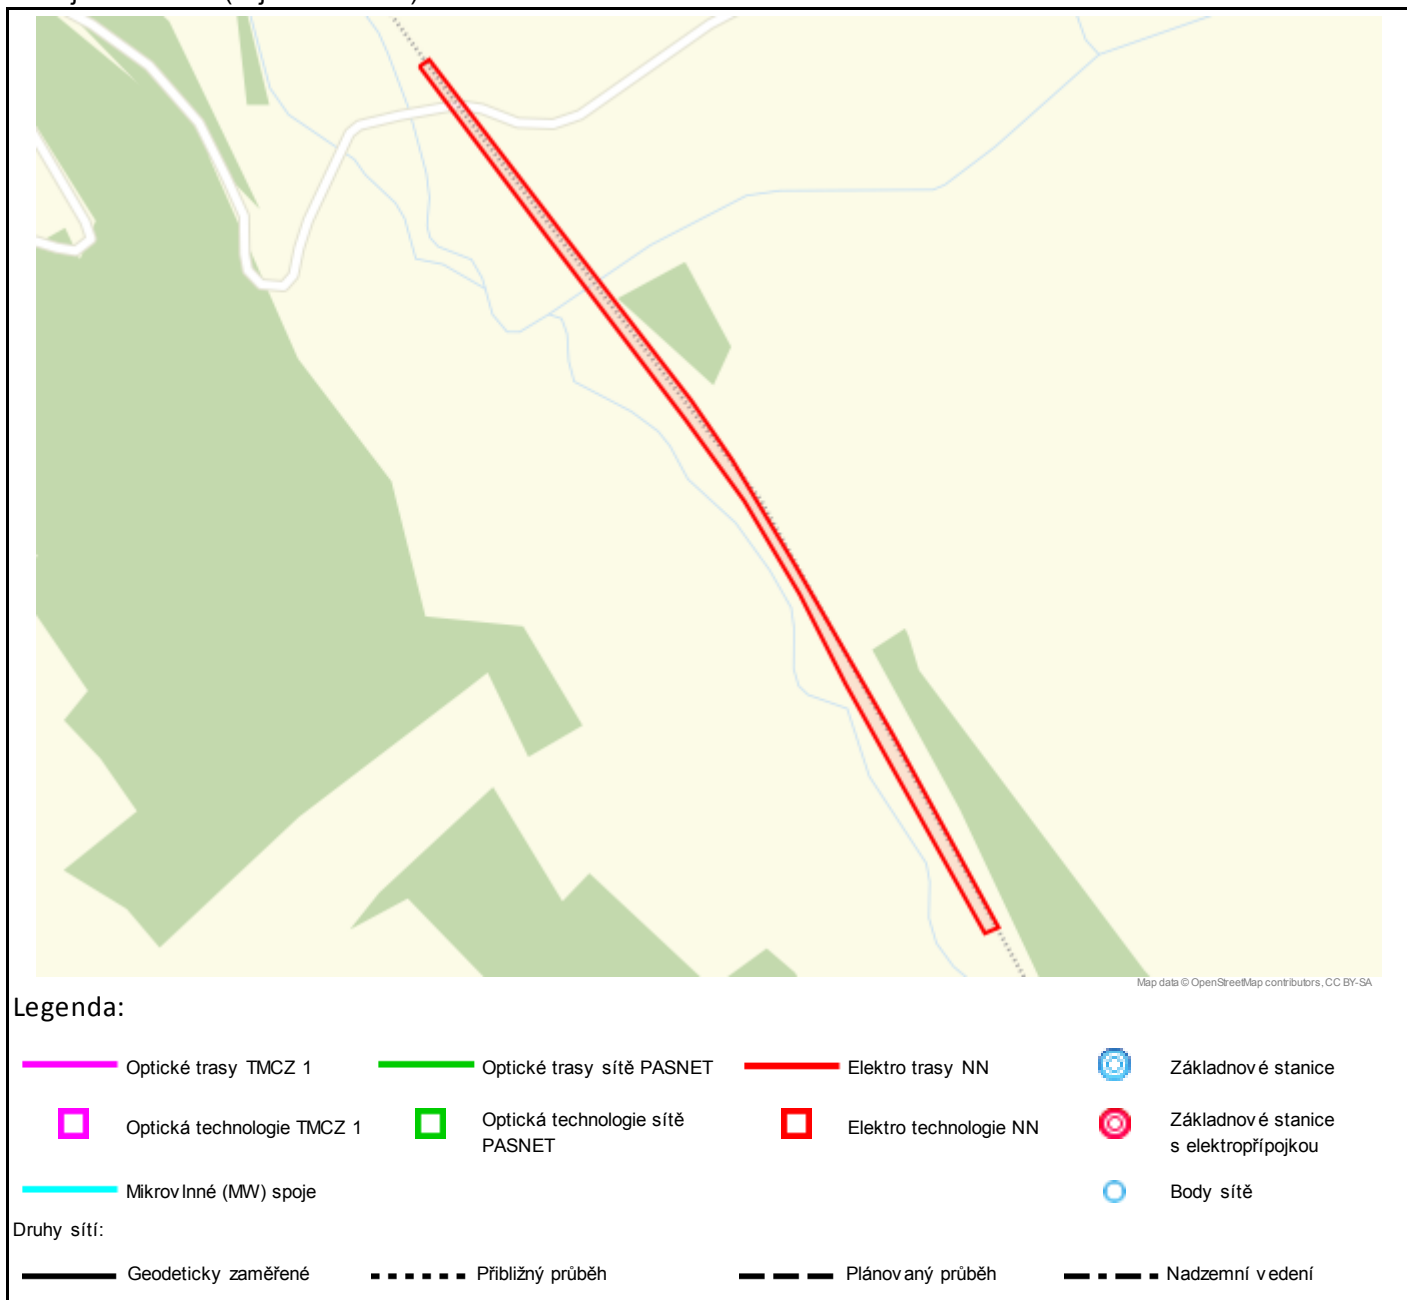 Map data © OpenStreetMap contributors, CC BY-SA
Legenda:
Optické trasy TMCZ 1
Optické trasy sítě PASNET
Elektro trasy NN
Základnové stanice
Optická technologie TMCZ 1
Optická technologie sítě
PASNET
Elektro technologie NN
Základnové stanice
s elektropřípojkou
Mikrovlnné (MW) spoje
Body sítě
Druhy sítí:
Geodeticky zaměřené
Přibližný průběh
Plánovaný průběh
Nadzemní vedení